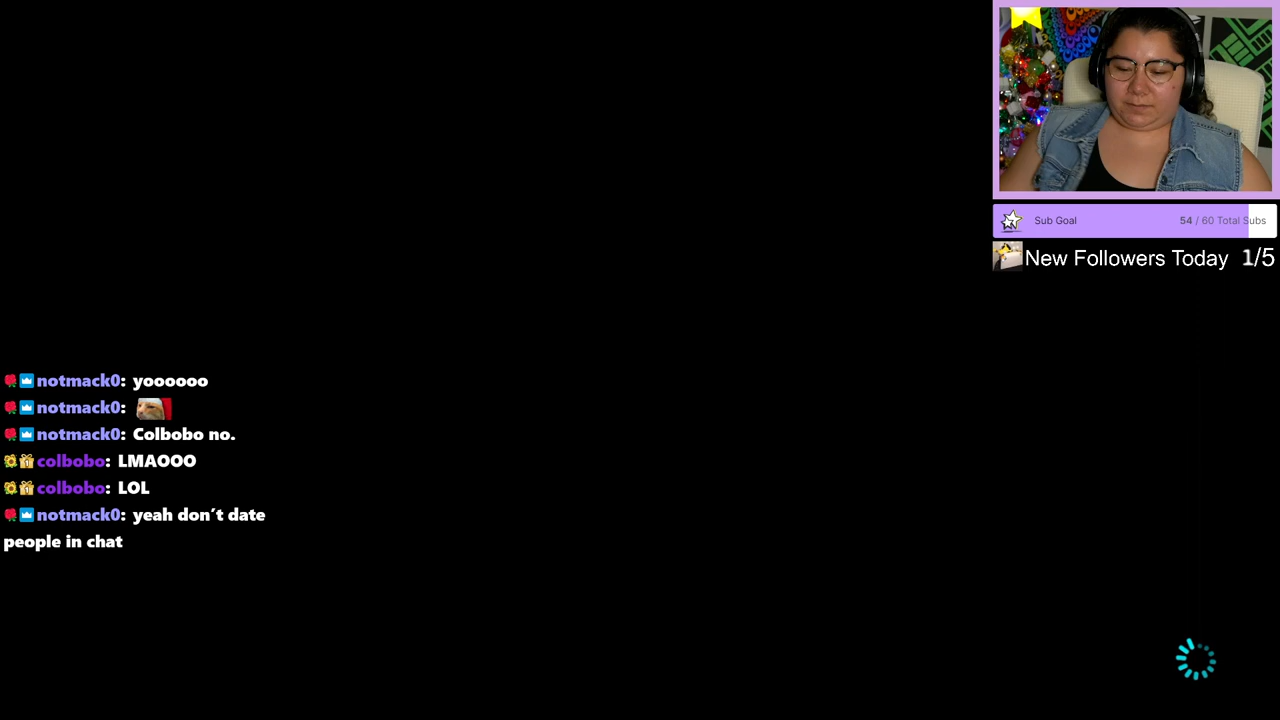 Sub Goal 54 / 60 Total Subs
New Followers Today 1/5
notmack0: yoooooo
notmack0:
notmack0: Colbobo no.
colbobo: LMAOOO
colbobo: LOL
notmack0: yeah don't date
people in chat